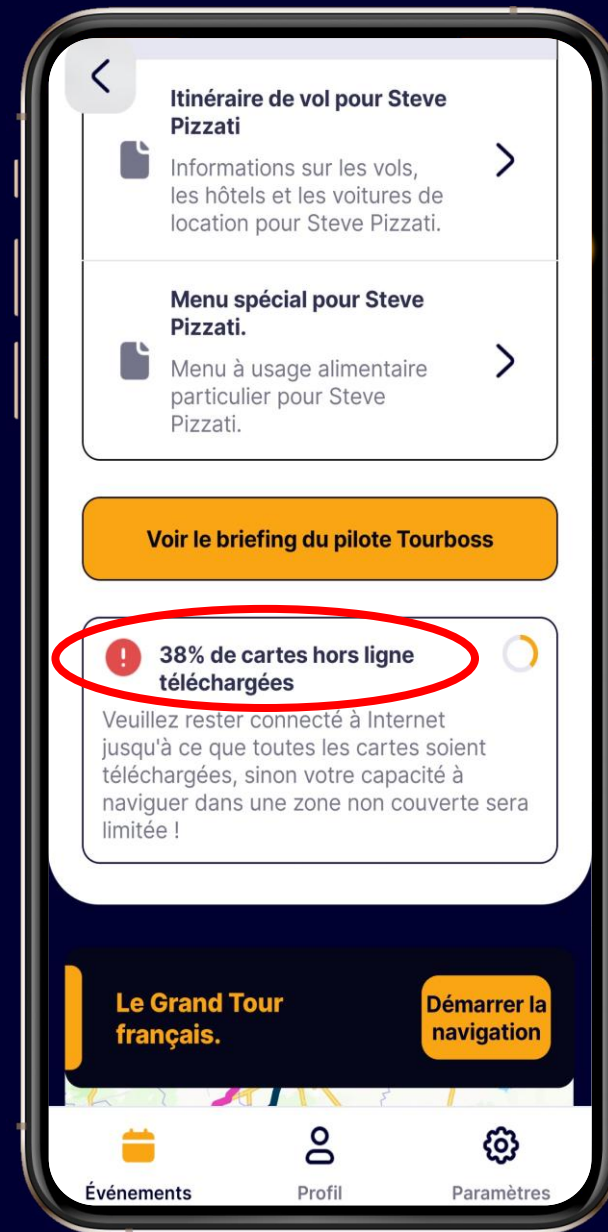 Itinéraire de vol pour Steve
Pizzati
Informations sur les vols,
les hôtels et les voitures de
location pour Steve Pizzati.
Menu spécial pour Steve
Pizzati.
Menu à usage alimentaire
particulier pour Steve
Pizzati.
Voir le briefing du pilote Tourboss
38% de cartes hors ligne
téléchargées
Veuillez rester connecté à Internet
jusqu'à ce que toutes les cartes soient
téléchargées, sinon votre capacité à
naviguer dans une zone non couverte sera
limitée !
Le Grand Tour
français.
Démarrer la
navigation
Événements
Profil
Paramètres